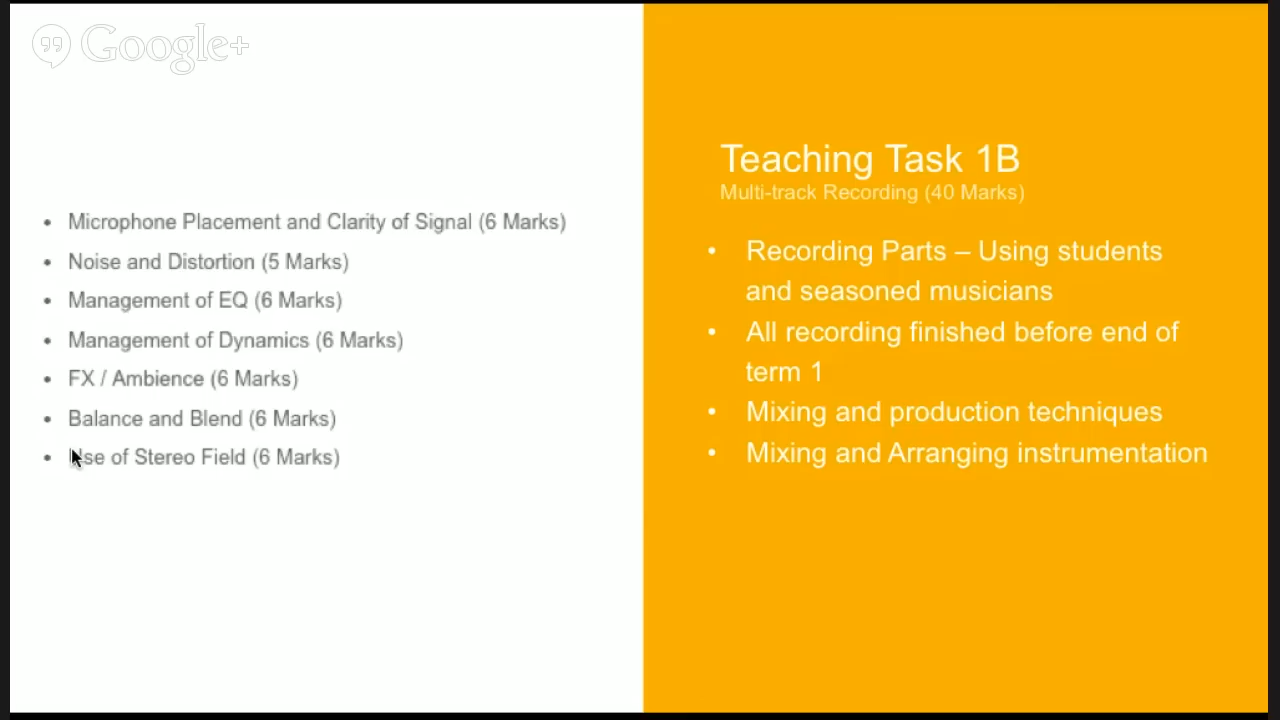 Google+
Microphone Placement and Clarity of Signal (6 Marks)
Noise and Distortion (5 Marks)
Management of EQ (6 Marks)
Management of Dynamics (6 Marks)
FX / Ambience (6 Marks)
Balance and Blend (6 Marks)
Use of Stereo Field (6 Marks)
Teaching Task 1B
Multi-track Recording (40 Marks)
Recording Parts – Using students
and seasoned musicians
All recording finished before end of
term 1
Mixing and production techniques
Mixing and Arranging instrumentation